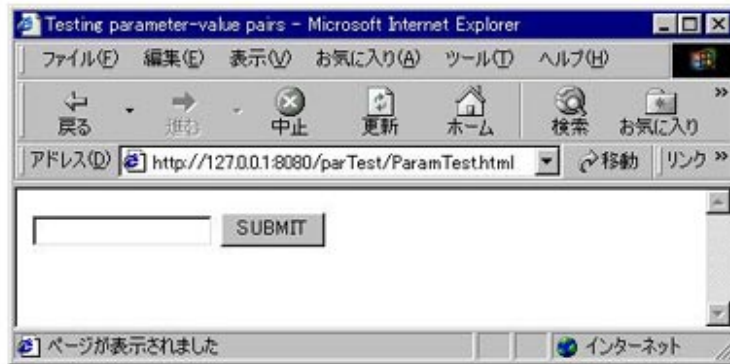 Testing parameter-value pairs - Microsoft Internet Explorer
ファイル(F) 編集(E) 表示(V) お気に入り(A) ツール(T) ヘルプ(H)
戻る 進む 中止 更新 ホーム 検索 お気に入り »
アドレス(D) http://127.0.0.1:8080/parTest/ParamTest.html 移動 リンク »
SUBMIT
ページが表示されました インターネット